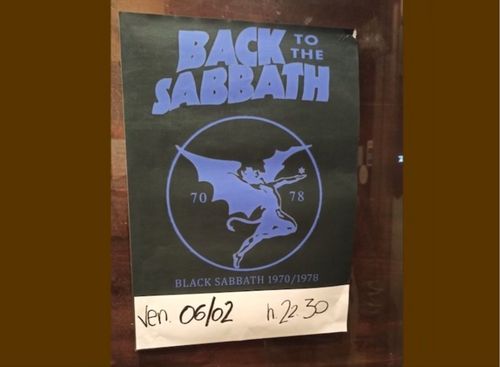 BACK TO THE
SABBATH
70 78
BLACK SABBATH 1970/1978
Ven. 06/02 h. 22.30